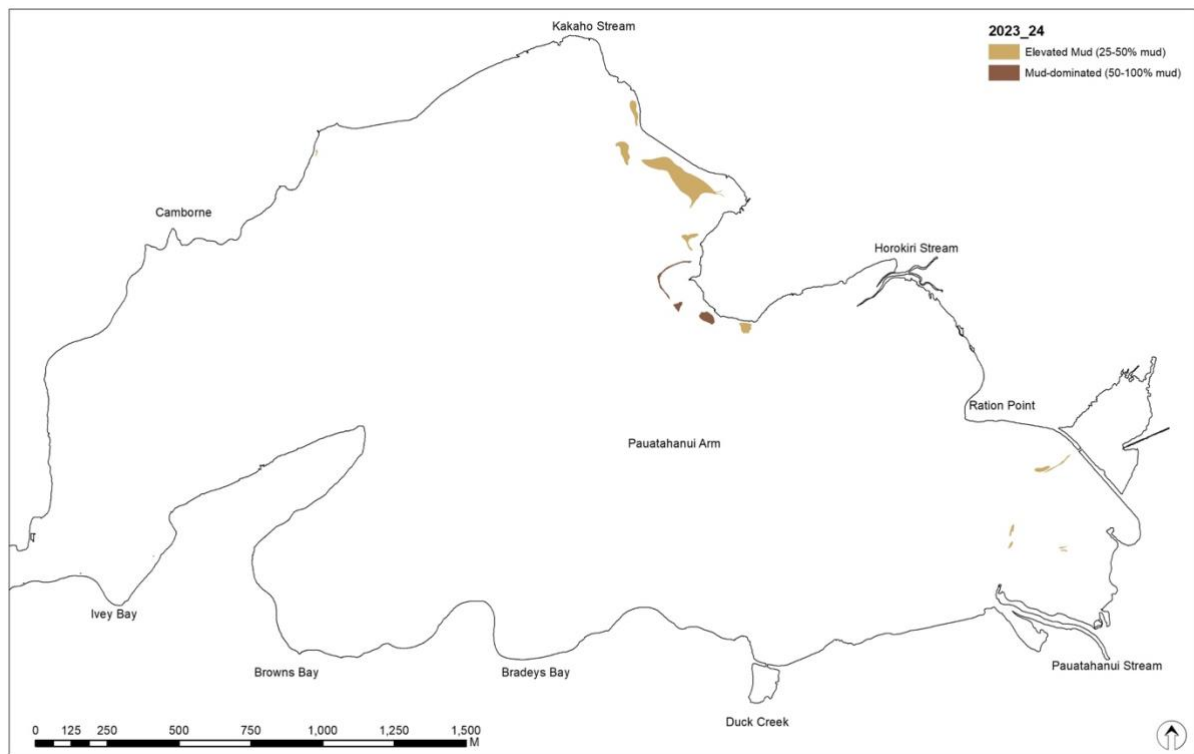 Kakaho Stream
2023_24
Elevated Mud (25-50% mud)
Mud-dominated (50-100% mud)
Camborne
Horokiri Stream
Ration Point
Pauatahanui Arm
Ivey Bay
Browns Bay
Bradeys Bay
Pauatahanui Stream
Duck Creek
0 125 250 500 750 1,000 1,250 1,500
M